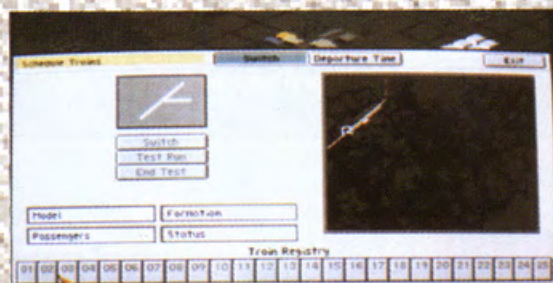 Schedule Trains Switch Departure Time Exit
Switch
Test Run
End Test
Model Formation
Passengers Status
Train Registry
01 02 03 04 05 06 07 08 09 10 11 12 13 14 15 16 17 18 19 20 21 22 23 24 25